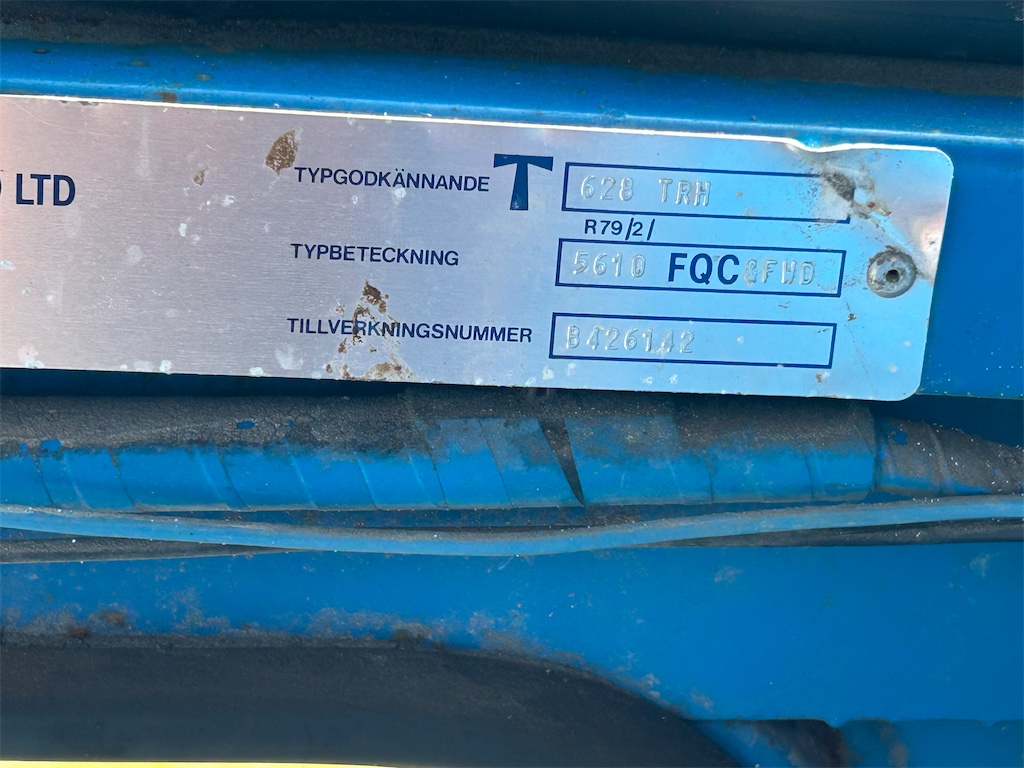 LTD
TYPGODKÄNNANDE T 628 TRH
R79/2/
TYPBETECKNING 5610 FQC
TILLVERKNINGSNUMMER B426142